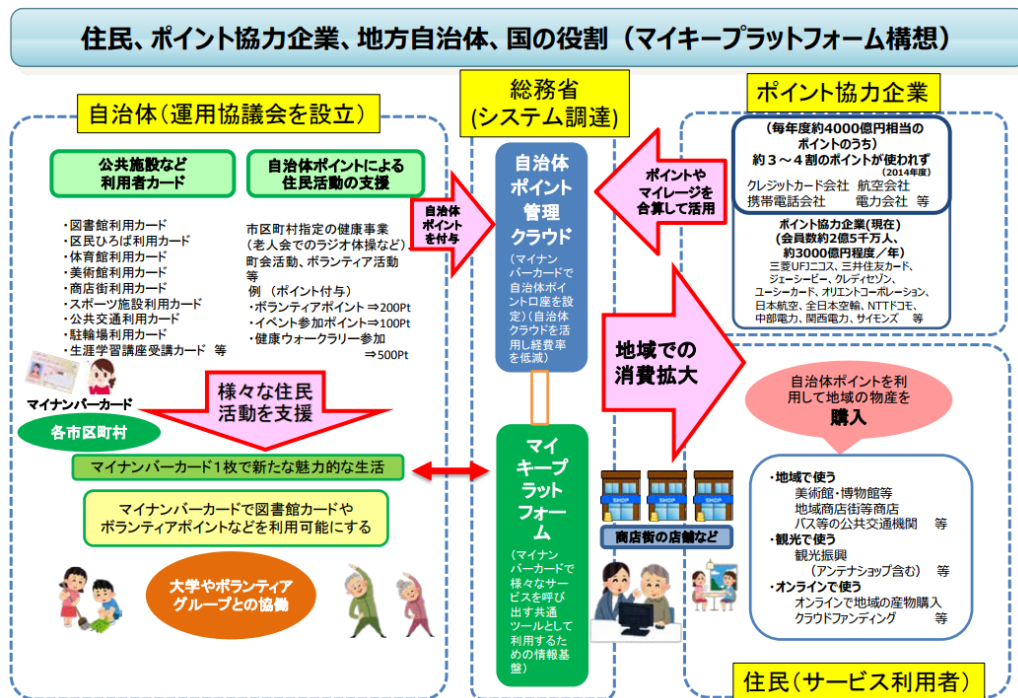 住民、ポイント協力企業、地方自治体、国の役割（マイキープラットフォーム構想）
自治体（運用協議会を設立）
公共施設など
利用者カード
自治体ポイントによる
住民活動の支援
・図書館利用カード
・区民ひろば利用カード
・体育館利用カード
・美術館利用カード
・商店街利用カード
・スポーツ施設利用カード
・公共交通利用カード
・駐輪場利用カード
・生涯学習講座受講カード　等
市区町村指定の健康事業
（老人会でのラジオ体操など）・
町会活動、ボランティア活動
等
例　（ポイント付与）
・ボランティアポイント⇒200Pt
・イベント参加ポイント⇒100Pt
・健康ウォークラリー参加
⇒500Pt
マイナンバーカード
各市区町村
様々な住民
活動を支援
マイナンバーカード１枚で新たな魅力的な生活
マイナンバーカードで図書館カードや
ボランティアポイントなどを利用可能にする
大学やボランティア
グループとの協働
自治体
ポイント
を付与
総務省
(システム調達)
自治体
ポイント
管理
クラウド
（マイナン
バーカードで
自治体ポイ
ント口座を設
定）（自治体
クラウドを活
用し経費率
を低減）
マイ
キープ
ラット
フォー
ム
（マイナン
バーカードで
様々なサー
ビスを呼び
出す共通
ツールとして
利用するた
めの情報基
盤）
ポイント協力企業
（毎年度約4000億円相当の
ポイントのうち）
約３～４割のポイントが使われず
（2014年度）
クレジットカード会社　航空会社
携帯電話会社　　電力会社　等
ポイントや
マイレージを
合算して活用
ポイント協力企業（現在）
（会員数約2億5千万人、
約3000億円程度／年）
三菱UFJニコス、三井住友カード、
ジェーシービー、クレディセゾン、
ユーシーカード、オリエントコーポレーション、
日本航空、全日本空輸、NTTドコモ、
中部電力、関西電力、サイモンズ　等
地域での
消費拡大
自治体ポイントを利
用して地域の物産を
購入
SHOP
SHOP
SHOP
商店街の店舗など
・地域で使う
美術館・博物館等
地域商店街等商店
バス等の公共交通機関　等
・観光で使う
観光振興
（アンテナショップ含む）　等
・オンラインで使う
オンラインで地域の産物購入
クラウドファンディング　等
住民（サービス利用者）